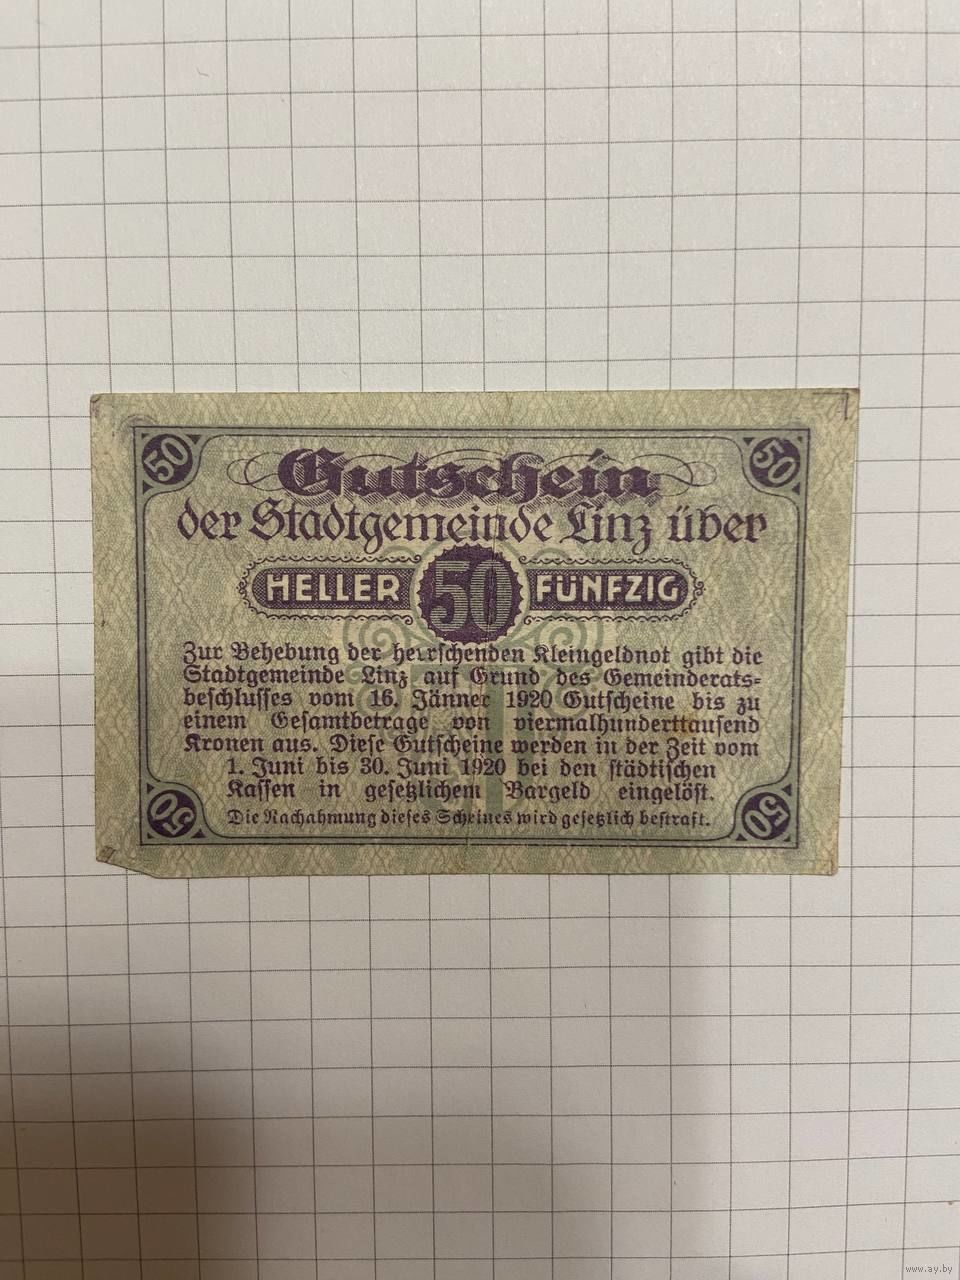 50 50
Gutschein
der Stadtgemeinde Linz über
HELLER 50 FÜNFZIG
Zur Behebung der herrschenden Kleingeldnot gibt die
Stadtgemeinde Linz auf Grund des Gemeinderats=
beschlusses vom 16. Jänner 1920 Gutscheine bis zu
einem Gesamtbetrage von viermalhunderttausend
Kronen aus. Diese Gutscheine werden in der Zeit vom
1. Juni bis 30. Juni 1920 bei den städtischen
Kassen in gesetzlichem Bargeld eingelöst.
Die Nachahmung dieses Scheines wird gesetzlich bestraft.
50 50
www.ay.by